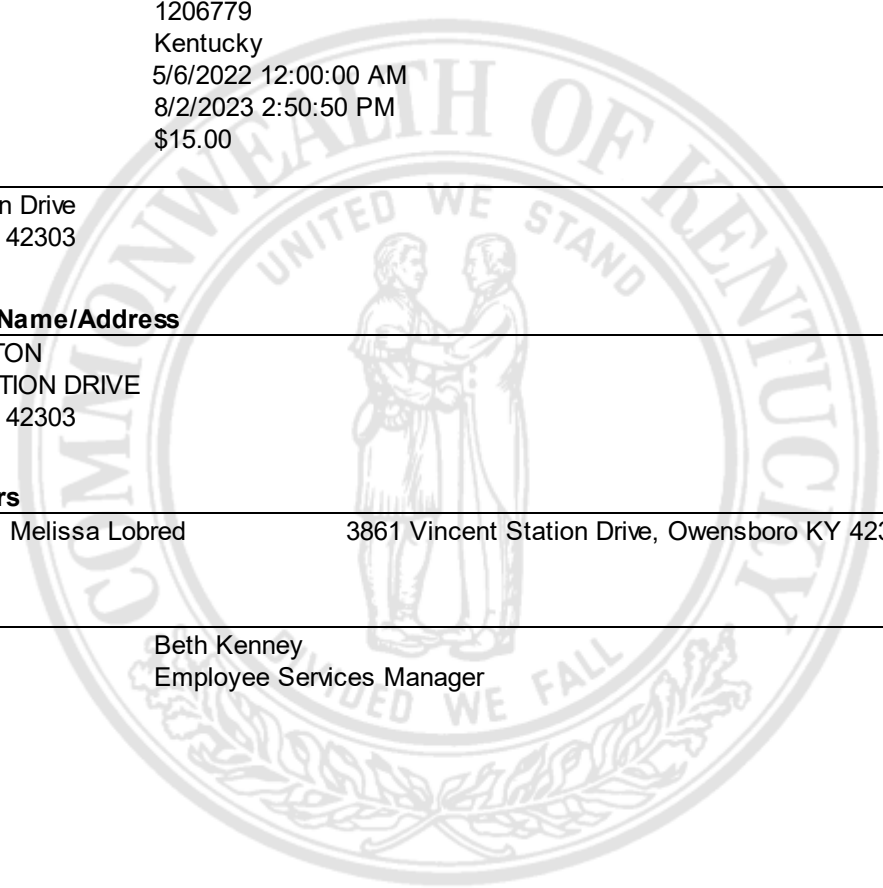 1206779
Kentucky
5/6/2022 12:00:00 AM
8/2/2023 2:50:50 PM
$15.00
n Drive
42303
Name/Address
TON
TION DRIVE
42303
rs
Melissa Lobred 3861 Vincent Station Drive, Owensboro KY 423
Beth Kenney
Employee Services Manager
COMMONWEALTH OF KENTUCKY
UNITED WE STAND
DIVIDED WE FALL